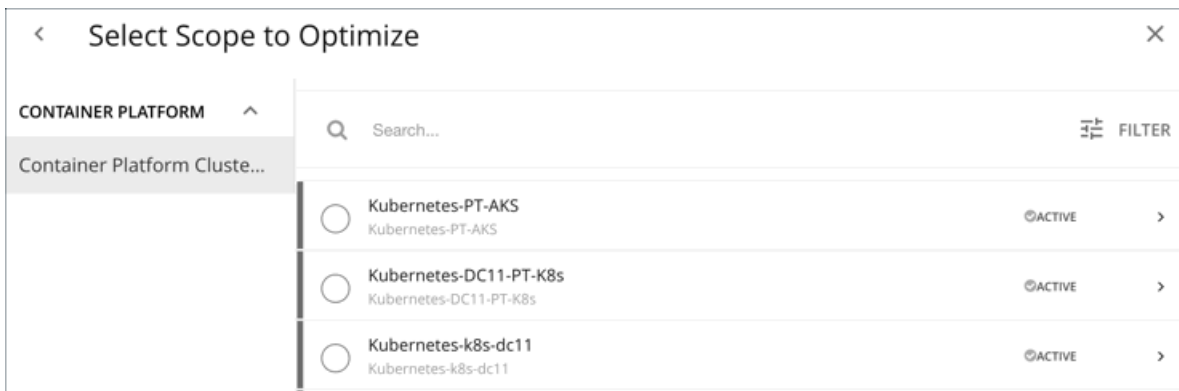 Select Scope to Optimize
CONTAINER PLATFORM
Container Platform Cluste...
Search...
FILTER
Kubernetes-PT-AKS
Kubernetes-PT-AKS
ACTIVE
Kubernetes-DC11-PT-K8s
Kubernetes-DC11-PT-K8s
ACTIVE
Kubernetes-k8s-dc11
Kubernetes-k8s-dc11
ACTIVE